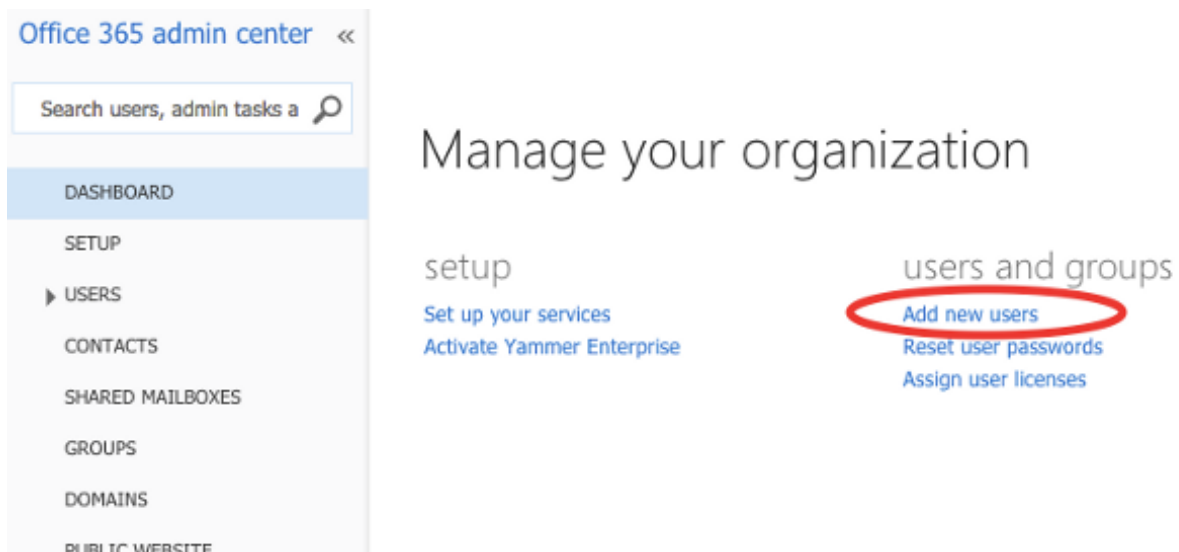 Office 365 admin center «
Search users, admin tasks a
DASHBOARD
SETUP
USERS
CONTACTS
SHARED MAILBOXES
GROUPS
DOMAINS
PUBLIC WEBSITE
Manage your organization
setup
Set up your services
Activate Yammer Enterprise
users and groups
Add new users
Reset user passwords
Assign user licenses